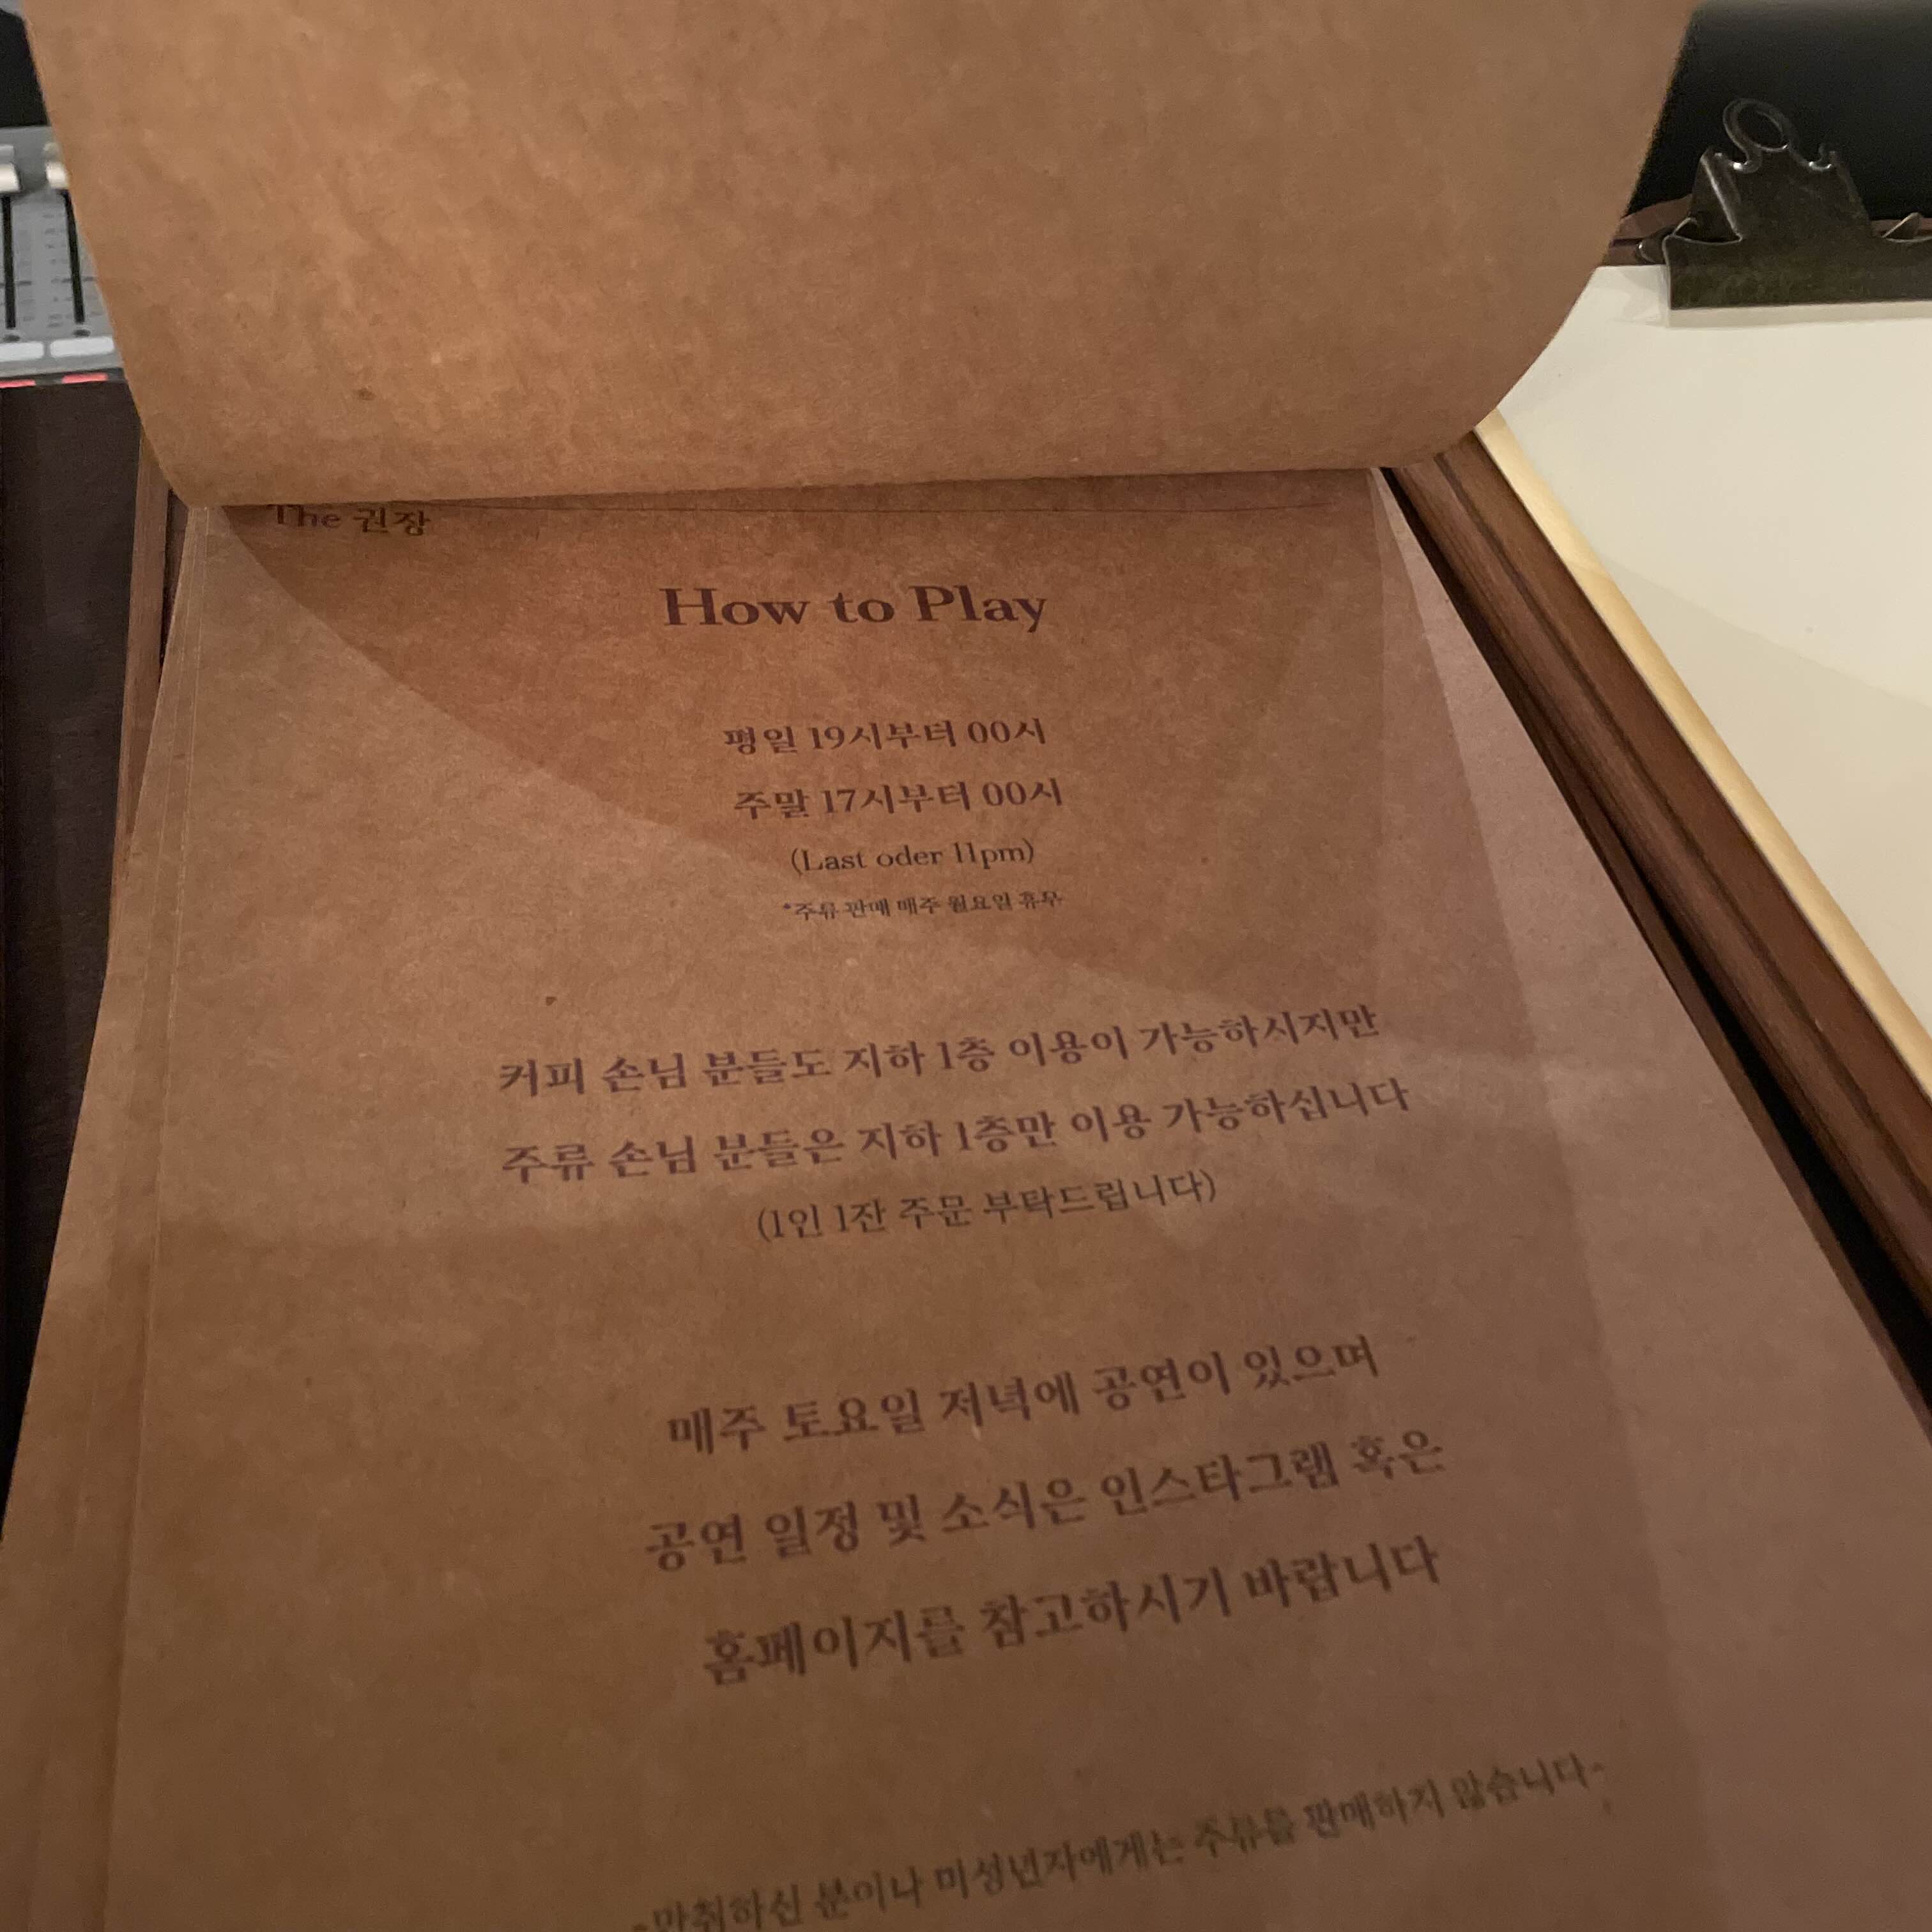 The 권장
How to Play
평일 19시부터 00시
주말 17시부터 00시
(Last oder 11pm)
*주류 판매 매주 월요일 휴무
커피 손님 분들도 지하 1층 이용이 가능하시지만
주류 손님 분들은 지하 1층만 이용 가능하십니다
(1인 1잔 주문 부탁드립니다)
매주 토요일 저녁에 공연이 있으며
공연 일정 및 소식은 인스타그램 혹은
홈페이지를 참고하시기 바랍니다
-만취하신 분이나 미성년자에게는 주류를 판매하지 않습니다-